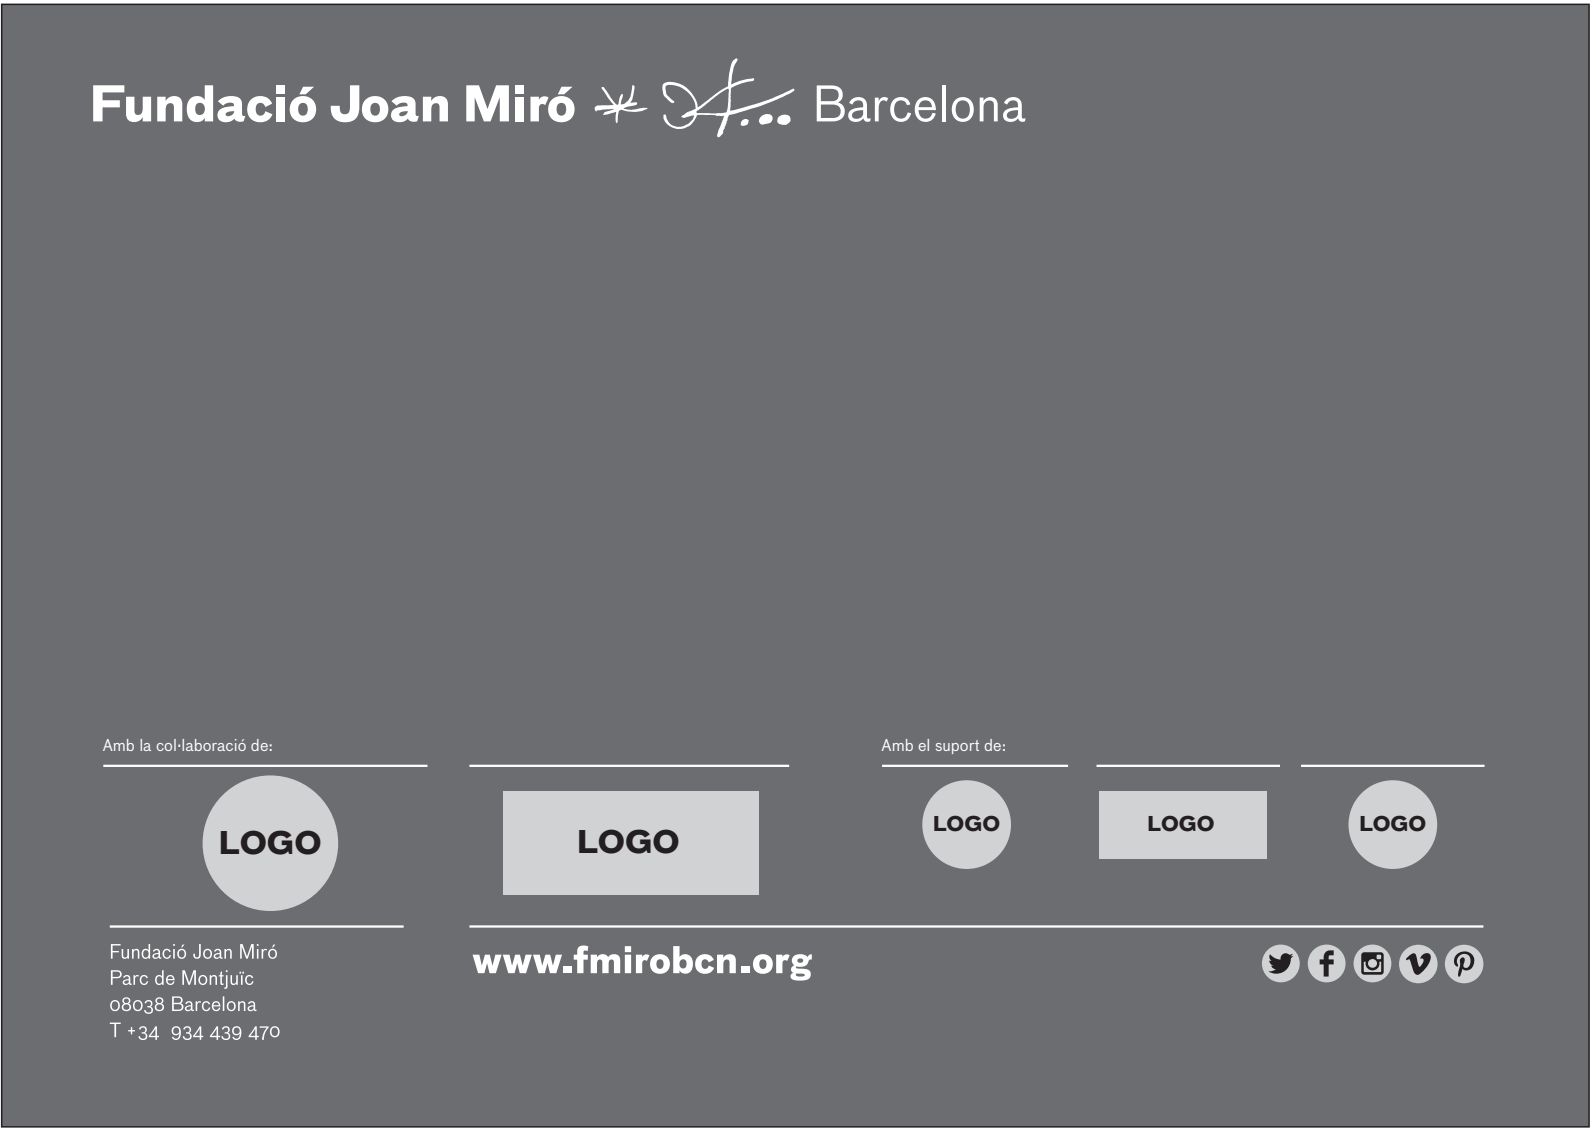 Fundació Joan Miró Barcelona
Amb la col·laboració de:
Amb el suport de:
LOGO
LOGO
LOGO
LOGO
LOGO
Fundació Joan Miró
Parc de Montjuïc
08038 Barcelona
T +34 934 439 470
www.fmirobcn.org